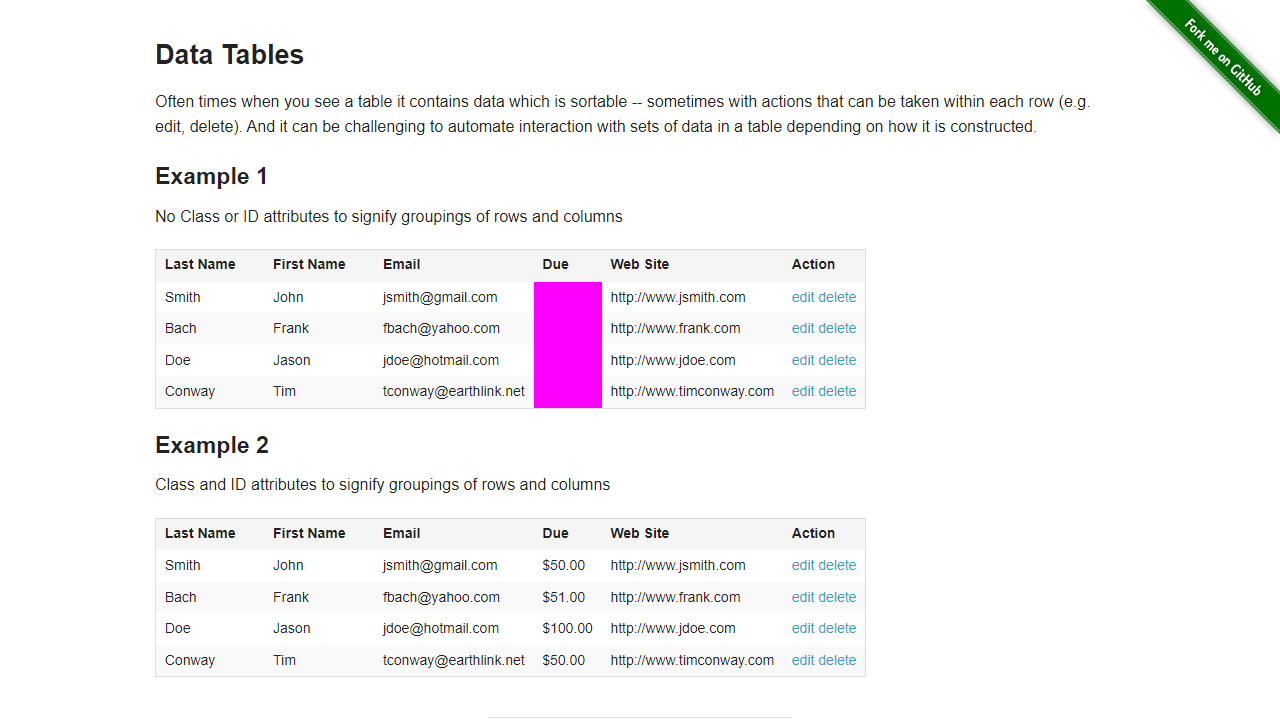 Fork me on GitHub
Data Tables
Often times when you see a table it contains data which is sortable -- sometimes with actions that can be taken within each row (e.g.
edit, delete). And it can be challenging to automate interaction with sets of data in a table depending on how it is constructed.
Example 1
No Class or ID attributes to signify groupings of rows and columns
Last Name First Name Email Due Web Site Action
Smith John jsmith@gmail.com http://www.jsmith.com edit delete
Bach Frank fbach@yahoo.com http://www.frank.com edit delete
Doe Jason jdoe@hotmail.com http://www.jdoe.com edit delete
Conway Tim tconway@earthlink.net http://www.timconway.com edit delete
Example 2
Class and ID attributes to signify groupings of rows and columns
Last Name First Name Email Due Web Site Action
Smith John jsmith@gmail.com $50.00 http://www.jsmith.com edit delete
Bach Frank fbach@yahoo.com $51.00 http://www.frank.com edit delete
Doe Jason jdoe@hotmail.com $100.00 http://www.jdoe.com edit delete
Conway Tim tconway@earthlink.net $50.00 http://www.timconway.com edit delete